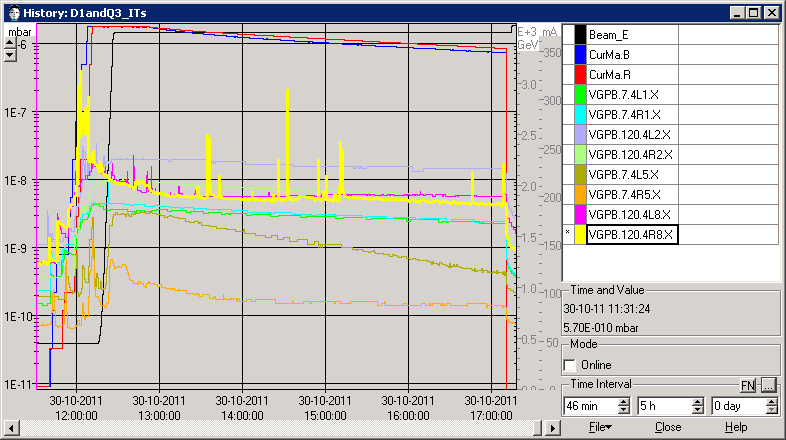 History: D1andQ3_ITs
mbar
E-6
1E-7
1E-8
1E-9
1E-10
1E-11
E+3 mA
GeV
350
3.0
300
2.5
250
2.0
200
1.5
150
1.0
100
0.5
50
0.0
30-10-2011 30-10-2011 30-10-2011 30-10-2011 30-10-2011 30-10-2011
12:00:00 13:00:00 14:00:00 15:00:00 16:00:00 17:00:00
Beam_E
CurMa.B
CurMa.R
VGPB.7.4L1.X
VGPB.7.4R1.X
VGPB.120.4L2.X
VGPB.120.4R2.X
VGPB.7.4L5.X
VGPB.7.4R5.X
VGPB.120.4L8.X
* VGPB.120.4R8.X
Time and Value
30-10-11 11:31:24
5.70E-010 mbar
Mode
Online
Time Interval FN ...
46 min 5 h 0 day
File Close Help